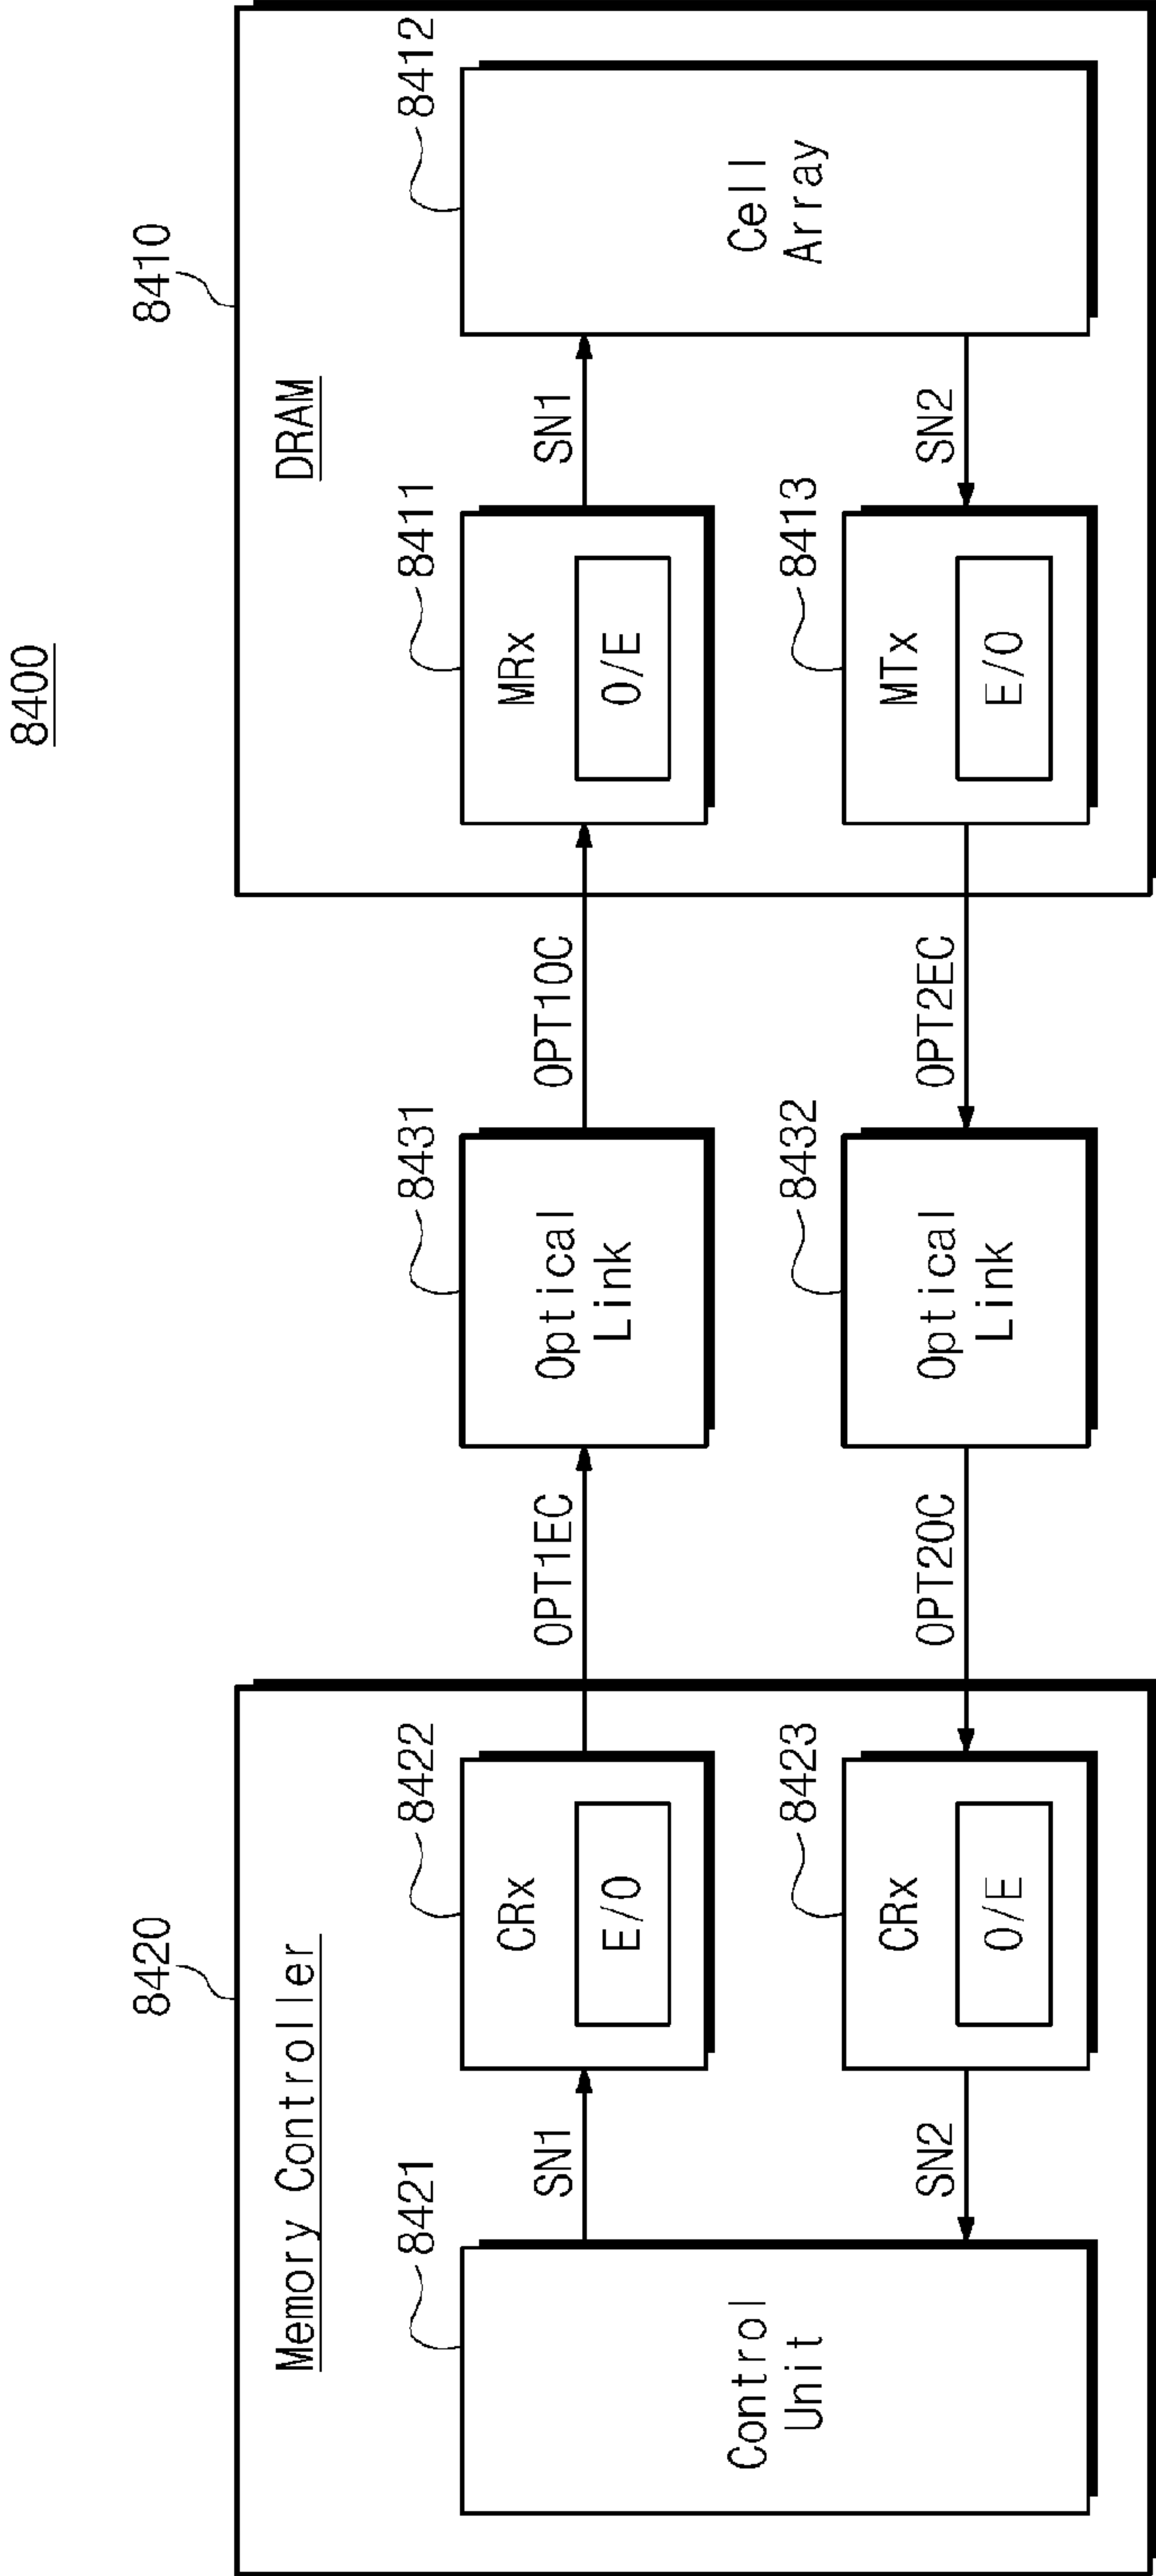 8400
8420
8410
Memory Controller
DRAM
8421
8422
8431
8411
8412
Control
Unit
SN1
CRx
E/O
OPT1EC
Optical
Link
OPT1OC
MRx
O/E
SN1
Cell
Array
8423
8432
8413
SN2
CRx
O/E
OPT2OC
Optical
Link
OPT2EC
MTx
E/O
SN2